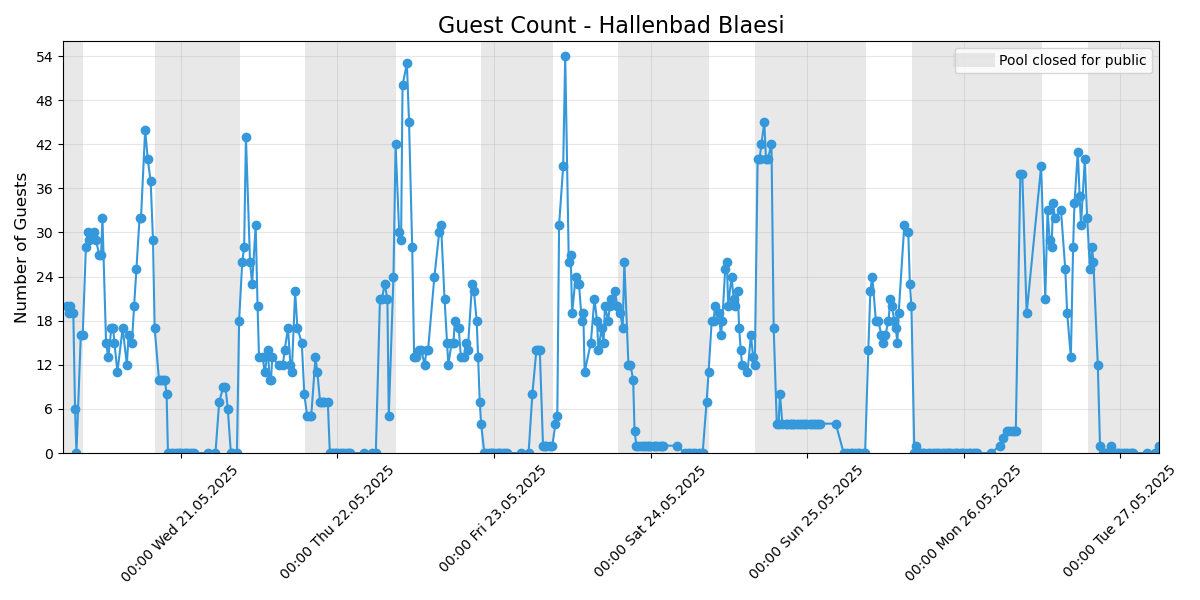 Guest Count - Hallenbad Blaesi
Pool closed for public
Number of Guests
54
48
42
36
30
24
18
12
6
0
00:00 Wed 21.05.2025
00:00 Thu 22.05.2025
00:00 Fri 23.05.2025
00:00 Sat 24.05.2025
00:00 Sun 25.05.2025
00:00 Mon 26.05.2025
00:00 Tue 27.05.2025